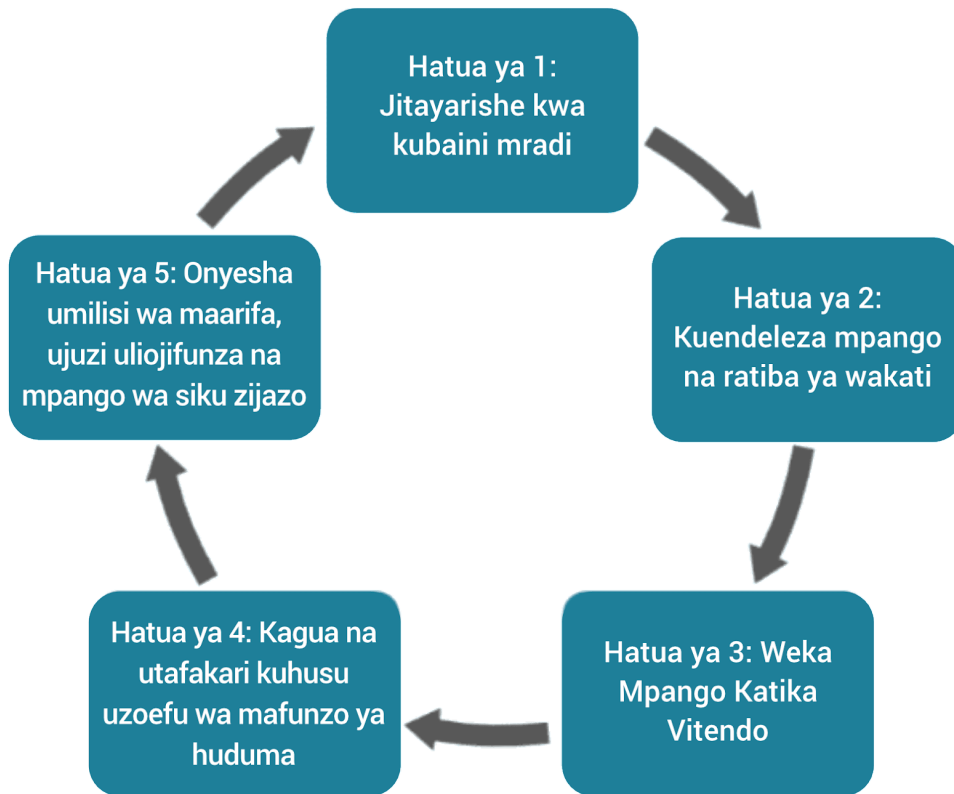 Hatua ya 1:
Jitayarishe kwa
kubaini mradi
Hatua ya 2:
Kuendeleza mpango
na ratiba ya wakati
Hatua ya 3: Weka
Mpango Katika
Vitendo
Hatua ya 4: Kagua na
utafakari kuhusu
uzoefu wa mafunzo ya
huduma
Hatua ya 5: Onyesha
umilisi wa maarifa,
ujuzi uliojifunza na
mpango wa siku zijazo